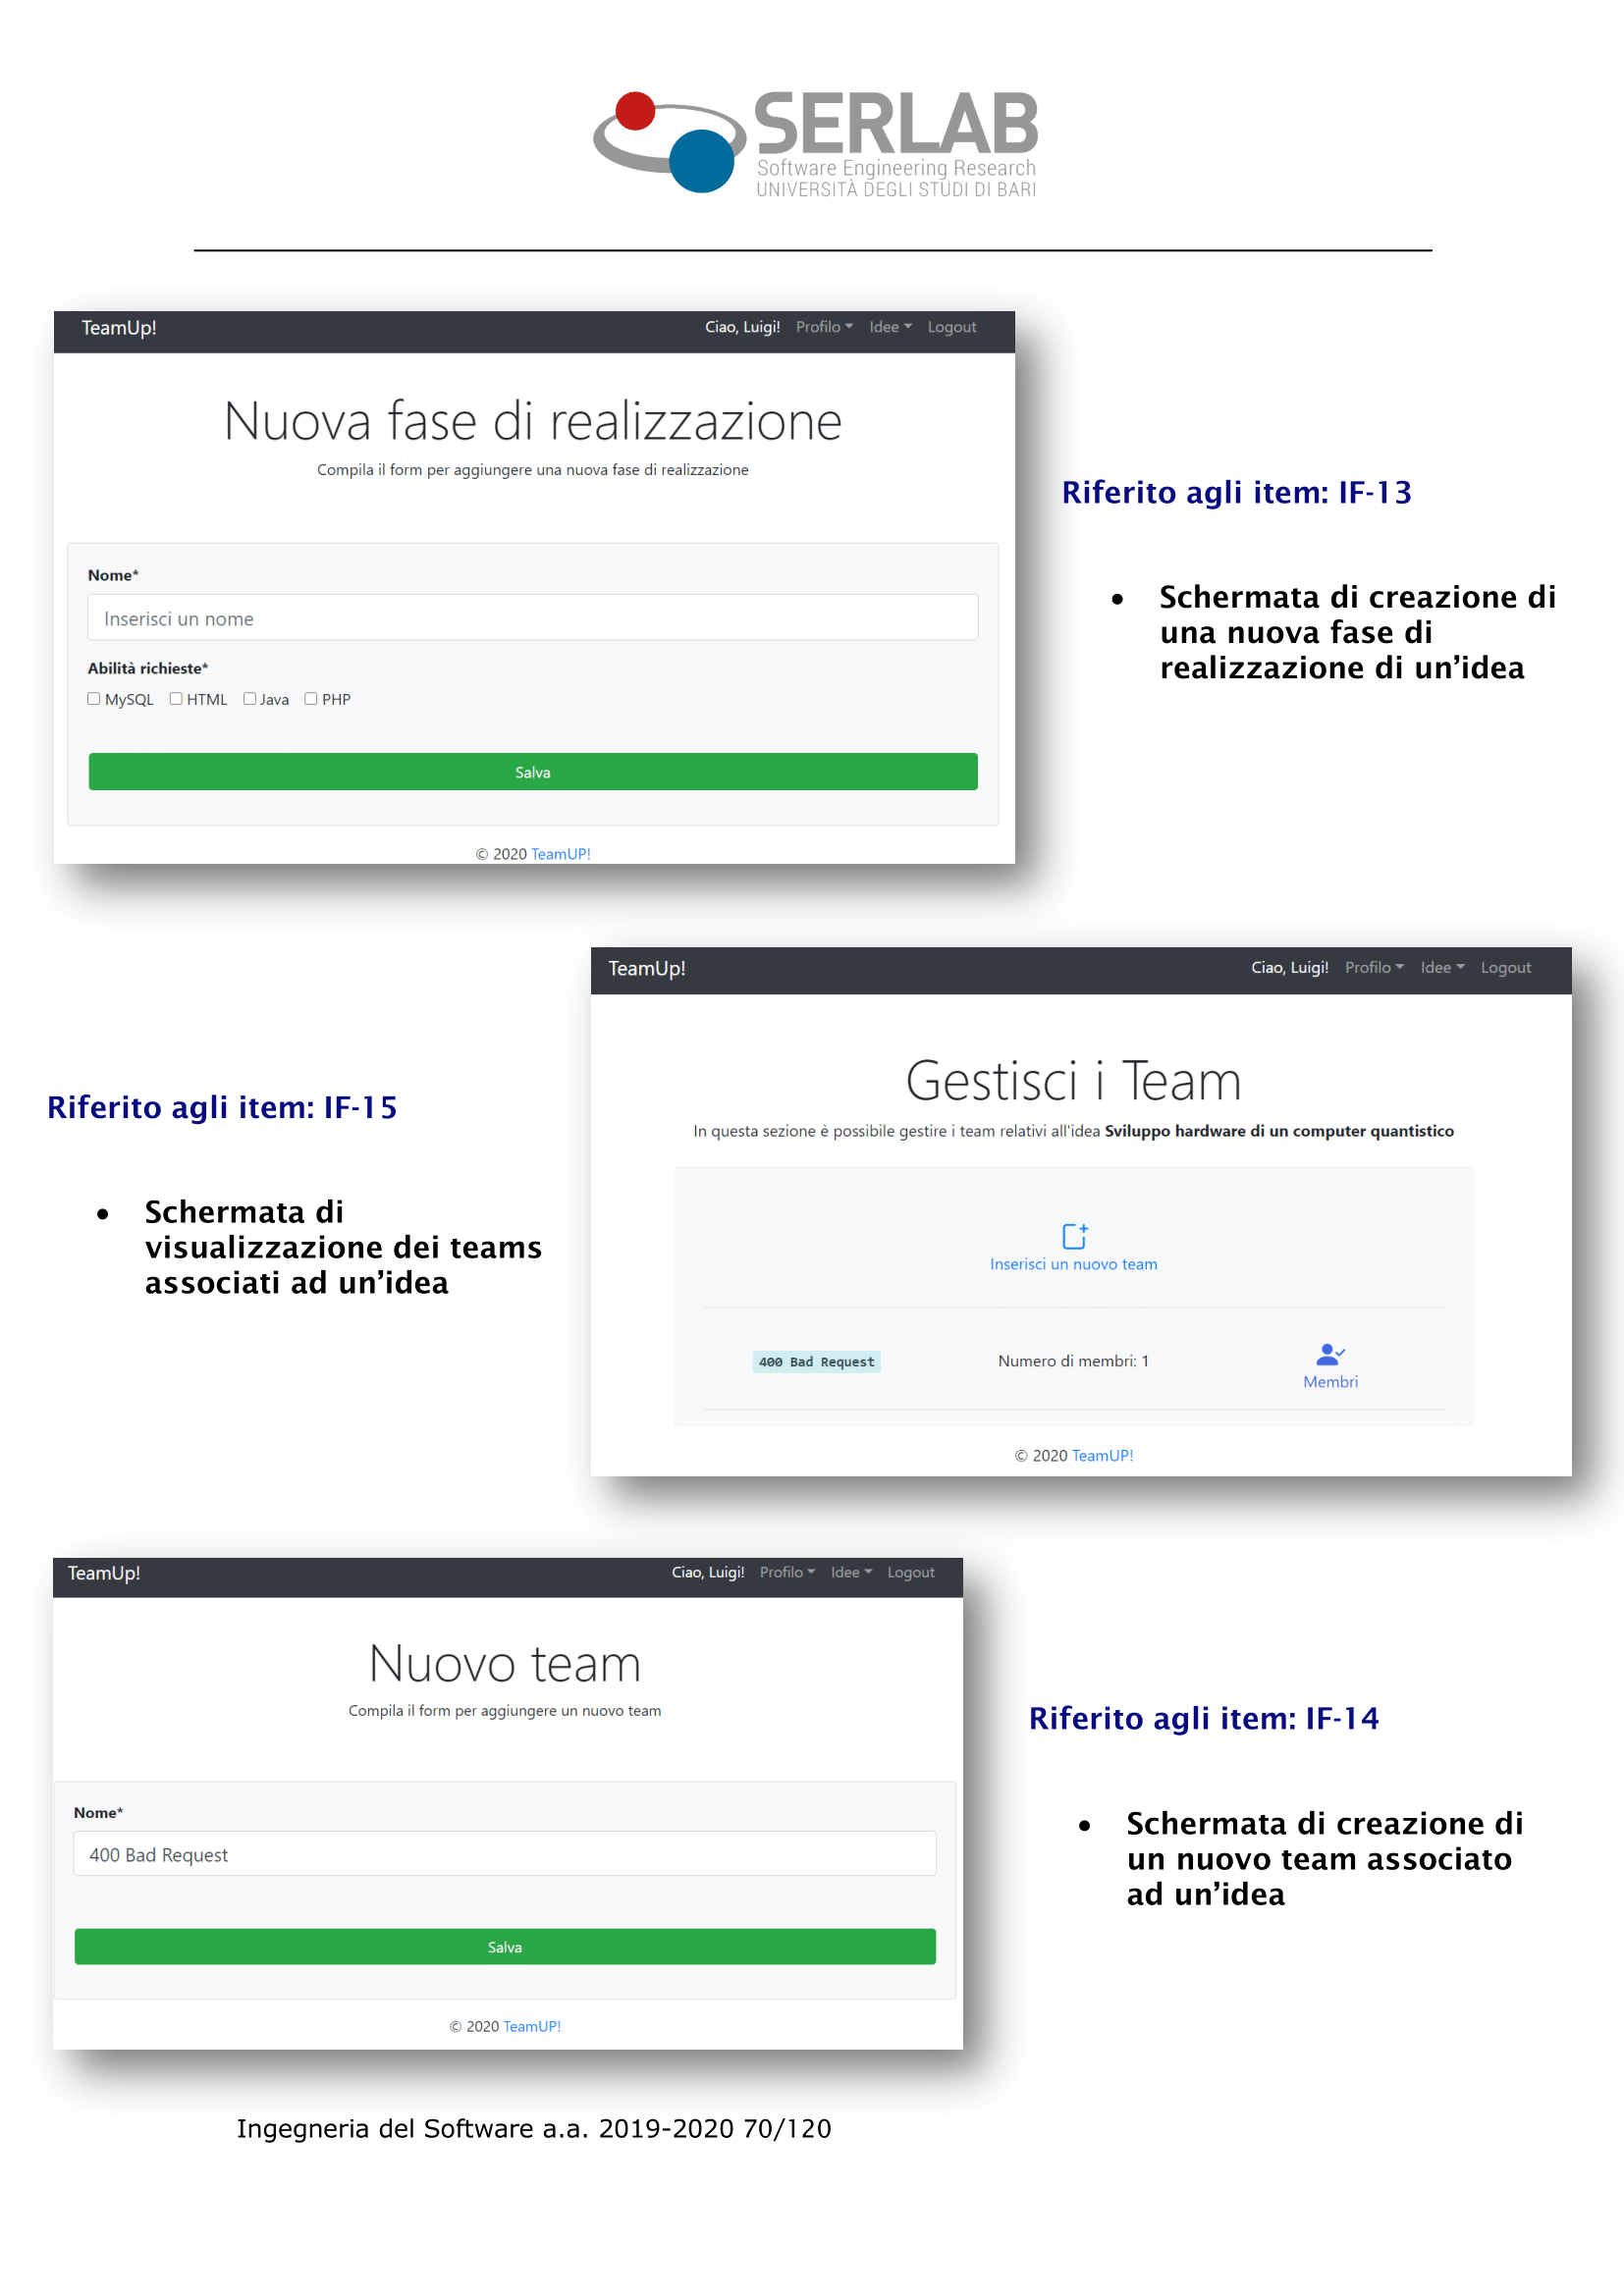 SERLAB
Software Engineering Research
UNIVERSITÀ DEGLI STUDI DI BARI
TeamUp!
Ciao, Luigi! Profilo Idee Logout
Nuova fase di realizzazione
Compila il form per aggiungere una nuova fase di realizzazione
Nome*
Inserisci un nome
Abilità richieste*
MySQL HTML Java PHP
Salva
© 2020 TeamUP!
Riferito agli item: IF-13
• Schermata di creazione di
una nuova fase di
realizzazione di un’idea
Riferito agli item: IF-15
• Schermata di
visualizzazione dei teams
associati ad un’idea
TeamUp!
Ciao, Luigi! Profilo Idee Logout
Gestisci i Team
In questa sezione è possibile gestire i team relativi all'idea Sviluppo hardware di un computer quantistico
Inserisci un nuovo team
400 Bad Request Numero di membri: 1 Membri
© 2020 TeamUP!
TeamUp!
Ciao, Luigi! Profilo Idee Logout
Nuovo team
Compila il form per aggiungere un nuovo team
Nome*
400 Bad Request
Salva
© 2020 TeamUP!
Riferito agli item: IF-14
• Schermata di creazione di
un nuovo team associato
ad un’idea
Ingegneria del Software a.a. 2019-2020 70/120